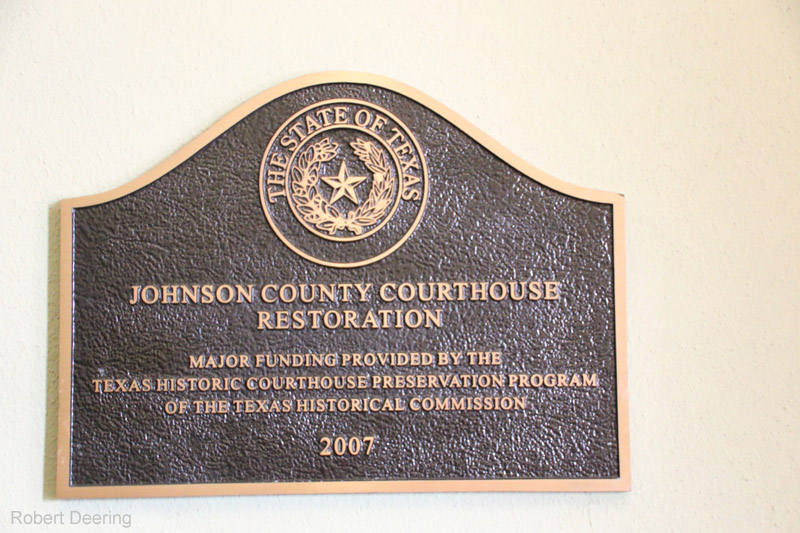 THE STATE OF TEXAS
JOHNSON COUNTY COURTHOUSE
RESTORATION
MAJOR FUNDING PROVIDED BY THE
TEXAS HISTORIC COURTHOUSE PRESERVATION PROGRAM
OF THE TEXAS HISTORICAL COMMISSION
2007
Robert Deering